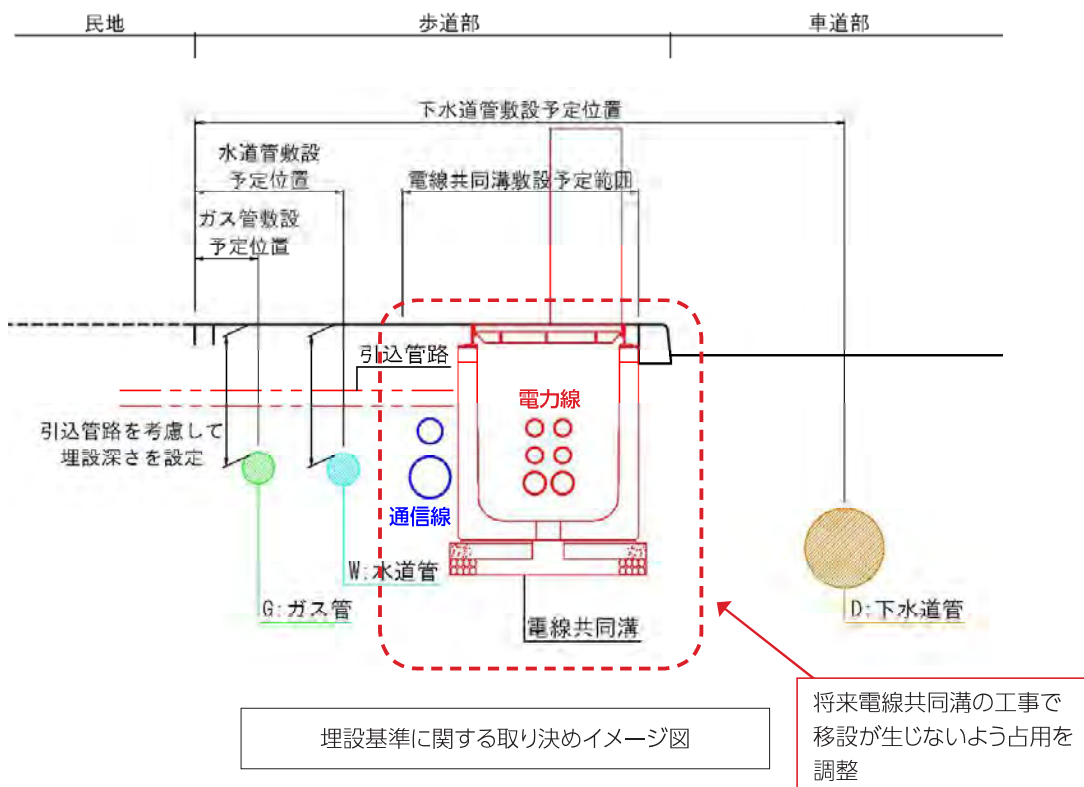 民地
歩道部
車道部
下水道管敷設予定位置
水道管敷設
予定位置
電線共同溝敷設予定範囲
ガス管敷設
予定位置
引込管路
電力線
引込管路を考慮して
埋設深さを設定
通信線
W:水道管
G:ガス管
D:下水道管
電線共同溝
埋設基準に関する取り決めイメージ図
将来電線共同溝の工事で
移設が生じないよう占用を
調整